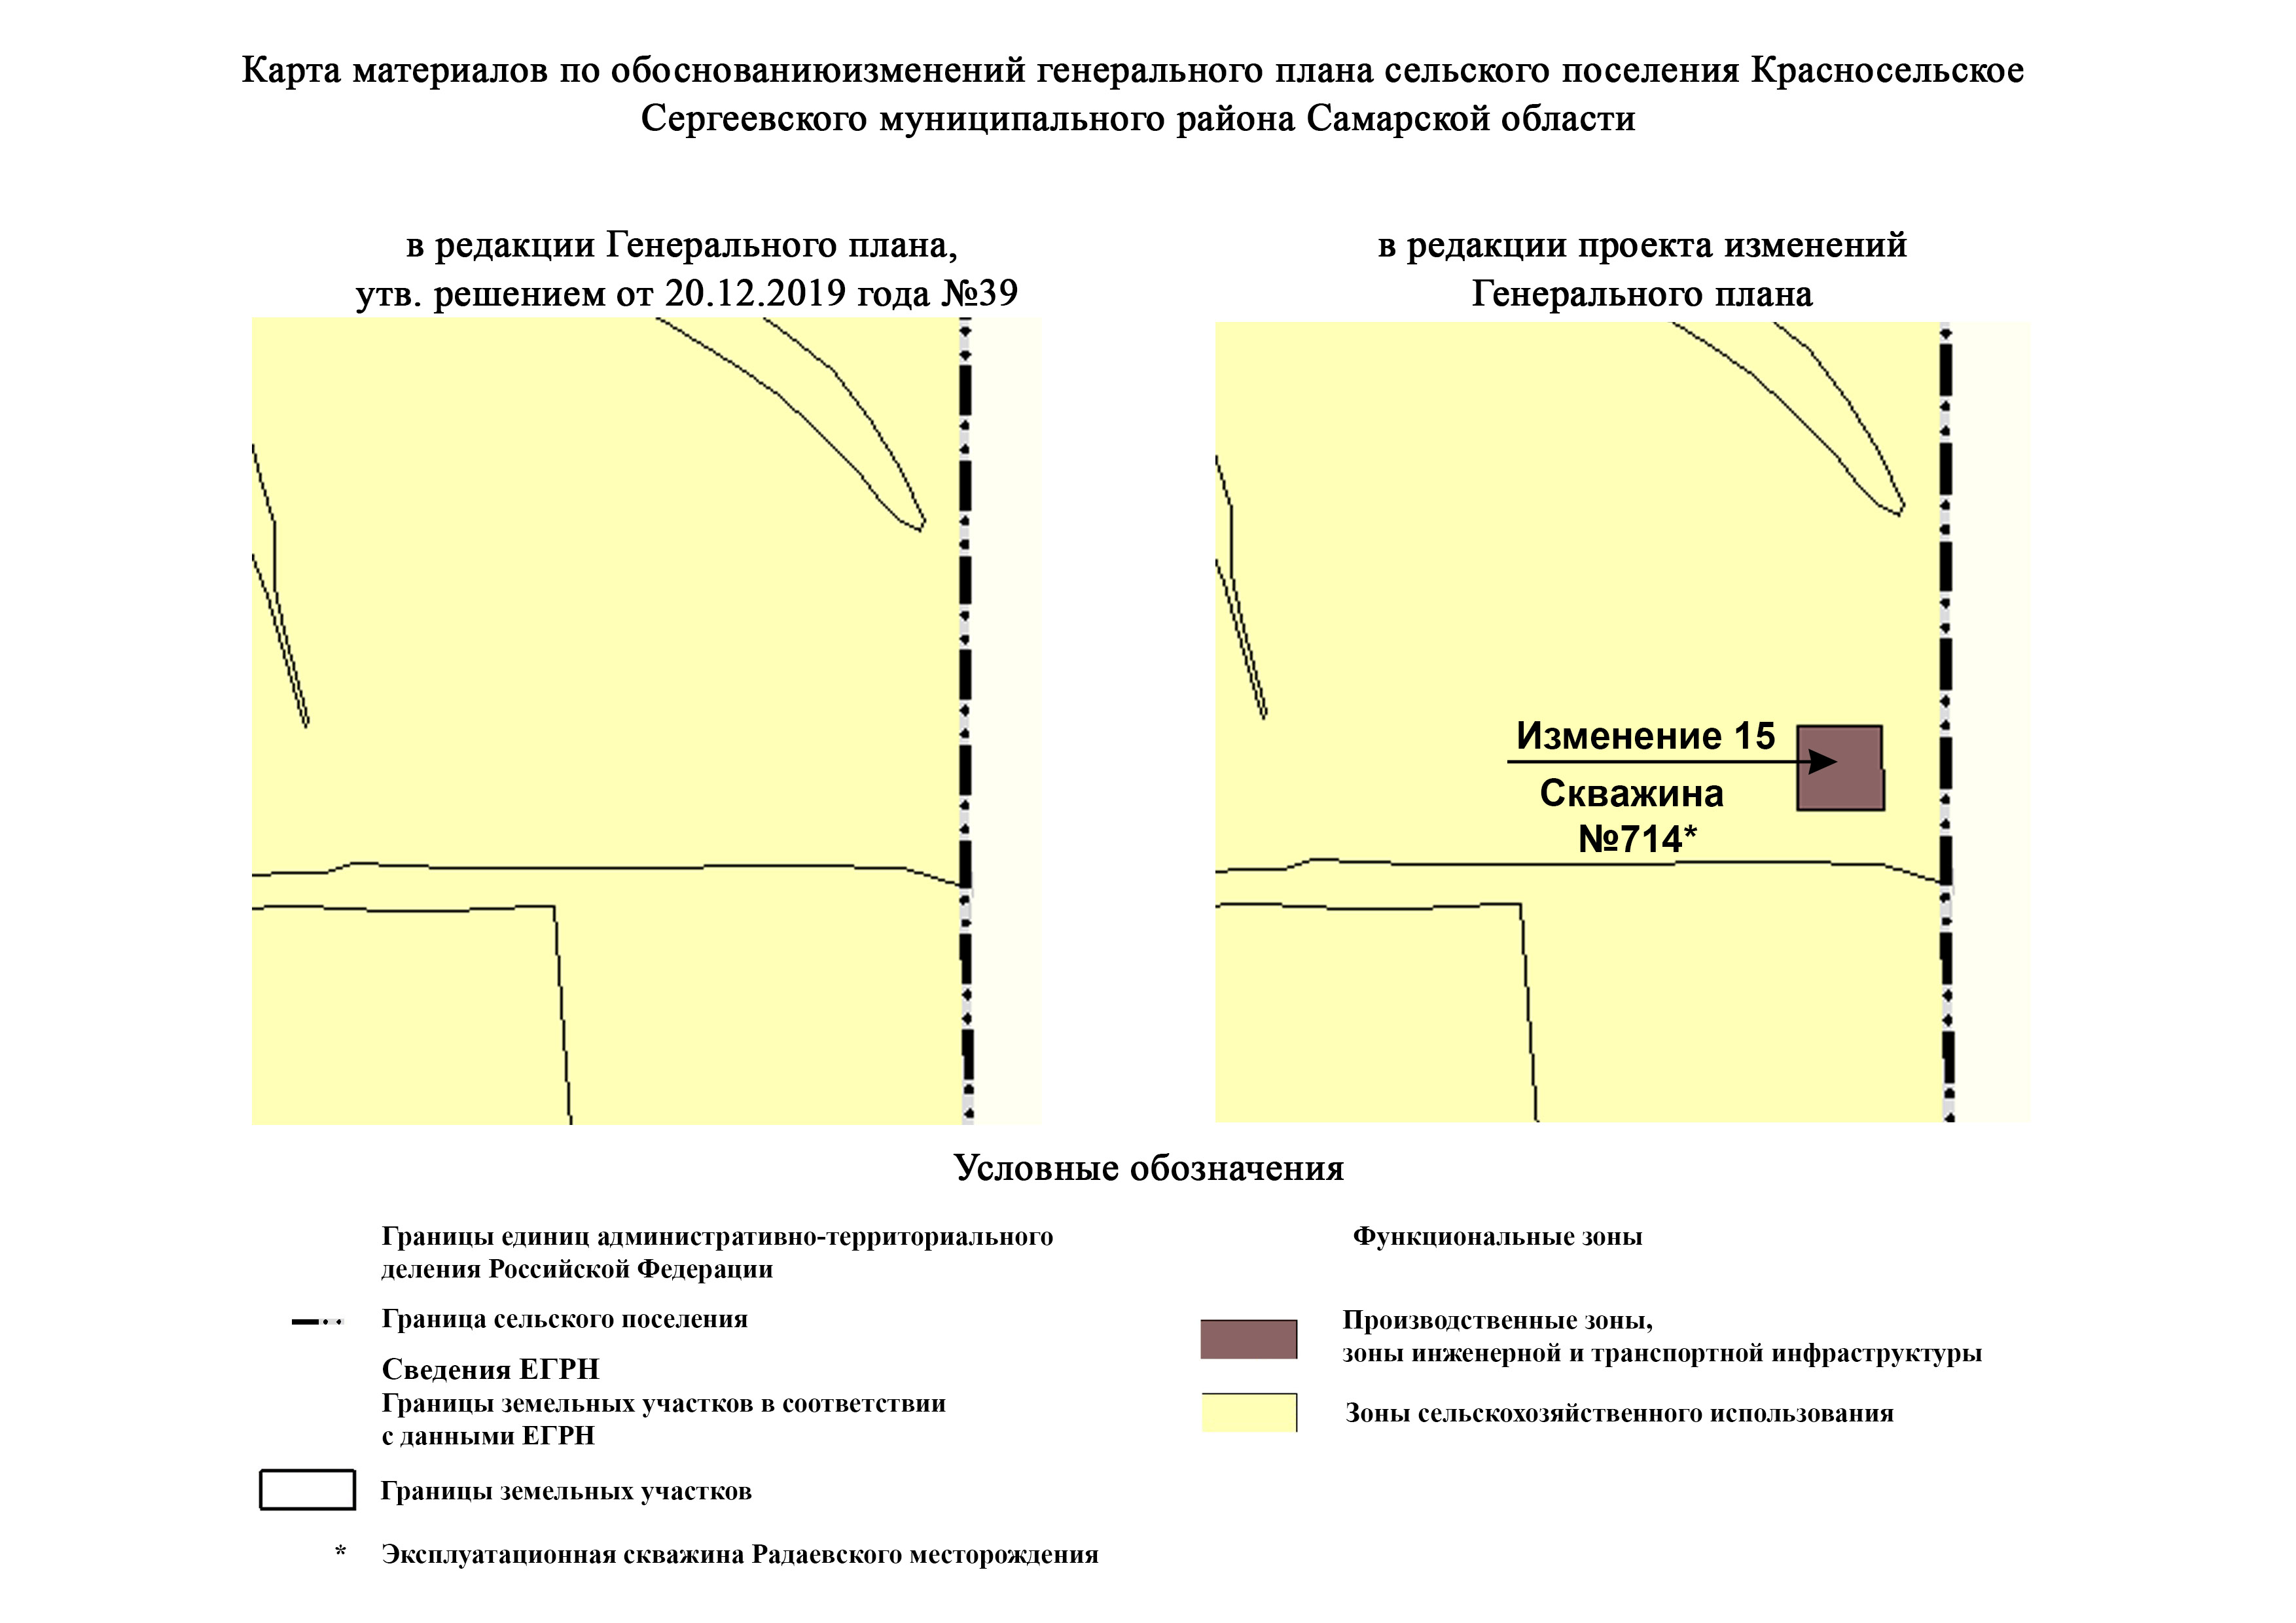 Карта материалов по обоснованиюизменений генерального плана сельского поселения Красносельское
Сергеевского муниципального района Самарской области
в редакции Генерального плана,
утв. решением от 20.12.2019 года №39
в редакции проекта изменений
Генерального плана
Изменение 15
Скважина
№714*
Условные обозначения
Границы единиц административно-территориального
деления Российской Федерации
Граница сельского поселения
Сведения ЕГРН
Границы земельных участков в соответствии
с данными ЕГРН
Границы земельных участков
* Эксплуатационная скважина Радаевского месторождения
Функциональные зоны
Производственные зоны,
зоны инженерной и транспортной инфраструктуры
Зоны сельскохозяйственного использования